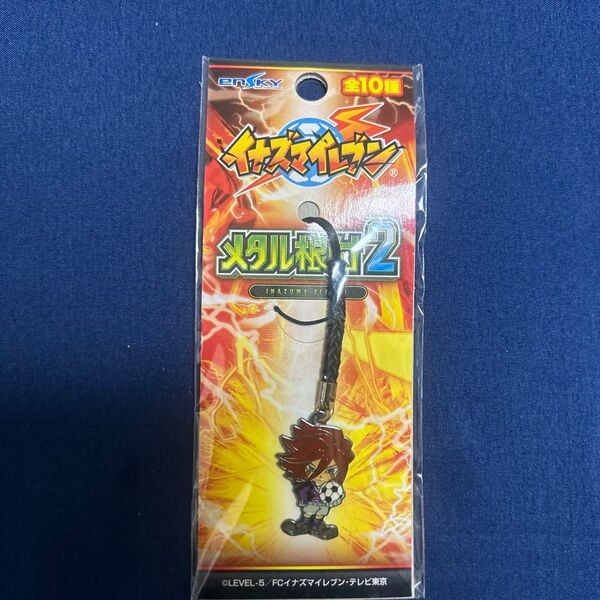 ensky
全10種
イナズマイレブン®
メタル根付2
INAZUMA ELEVEN
©LEVEL-5/FCイナズマイレブン・テレビ東京